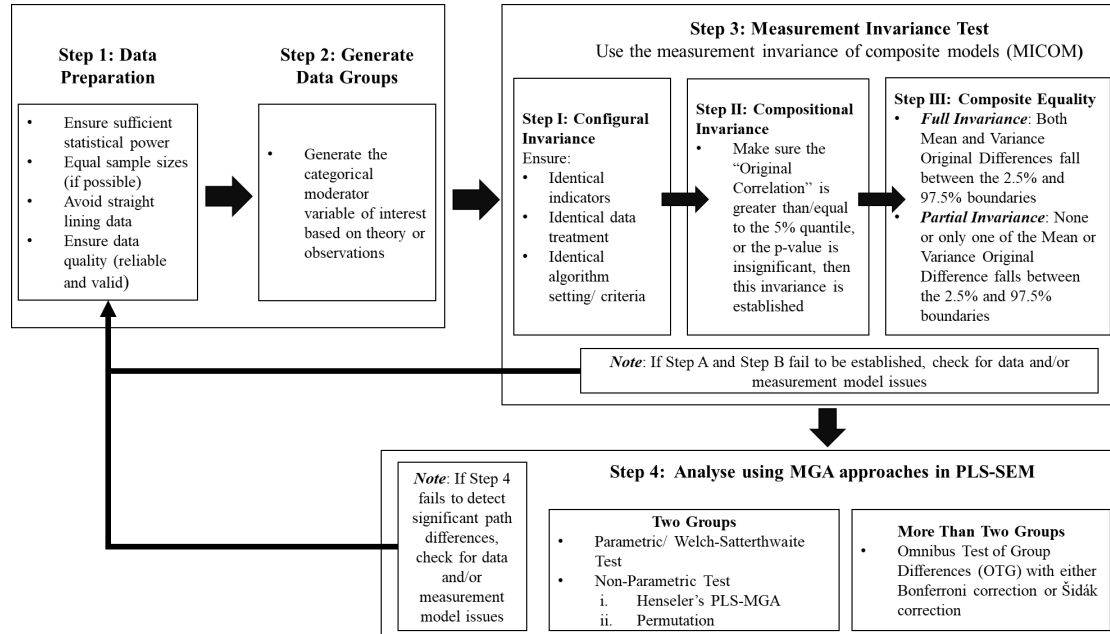 Step 1: Data
Preparation
• Ensure sufficient
statistical power
• Equal sample sizes
(if possible)
• Avoid straight
lining data
• Ensure data
quality (reliable
and valid)
Step 2: Generate
Data Groups
• Generate the
categorical
moderator
variable of interest
based on theory or
observations
Step 3: Measurement Invariance Test
Use the measurement invariance of composite models (MICOM)
Step I: Configural
Invariance
Ensure:
• Identical
indicators
• Identical data
treatment
• Identical
algorithm
setting/ criteria
Step II: Compositional
Invariance
• Make sure the
“Original
Correlation” is
greater than/equal
to the 5% quantile,
or the p-value is
insignificant, then
this invariance is
established
Step III: Composite Equality
• Full Invariance: Both
Mean and Variance
Original Differences fall
between the 2.5% and
97.5% boundaries
• Partial Invariance: None
or only one of the Mean or
Variance Original
Difference falls between
the 2.5% and 97.5%
boundaries
Note: If Step A and Step B fail to be established, check for data and/or
measurement model issues
Step 4: Analyse using MGA approaches in PLS-SEM
Note: If Step 4
fails to detect
significant path
differences,
check for data
and/or
measurement
model issues
Two Groups
• Parametric/ Welch-Satterthwaite
Test
• Non-Parametric Test
i. Henseler’s PLS-MGA
ii. Permutation
More Than Two Groups
• Omnibus Test of Group
Differences (OTG) with either
Bonferroni correction or Šidák
correction